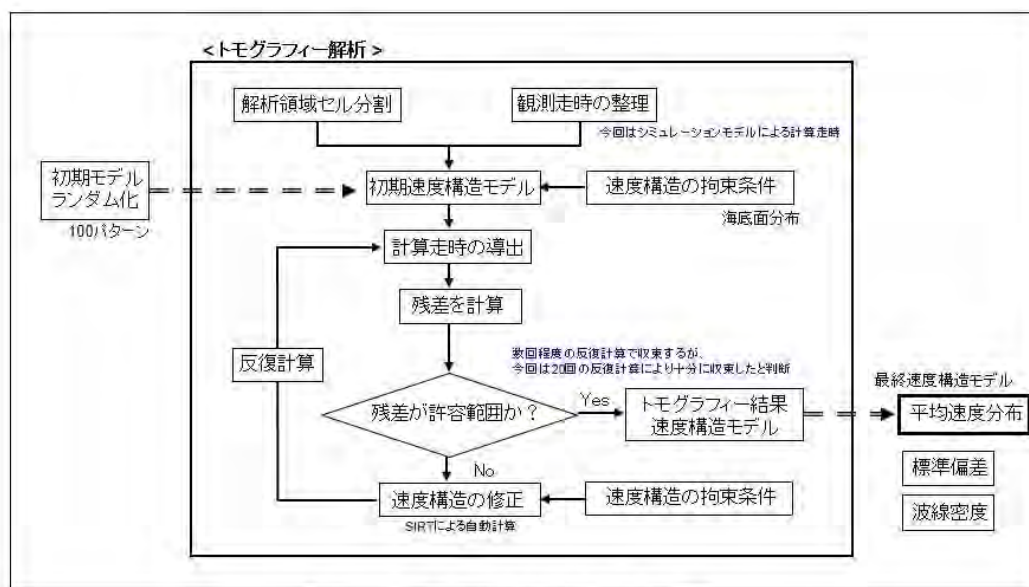 <トモグラフィー解析>
解析領域セル分割
観測走時の整理
今回はシミュレーションモデルによる計算走時
初期モデル
ランダム化
100パターン
初期速度構造モデル
速度構造の拘束条件
海底面分布
計算走時の導出
残差を計算
反復計算
数回程度の反復計算で収束するが、
今回は20回の反復計算により十分に収束したと判断
残差が許容範囲か?
Yes
トモグラフィー結果
速度構造モデル
最終速度構造モデル
平均速度分布
標準偏差
波線密度
No
速度構造の修正
SIRTによる自動計算
速度構造の拘束条件